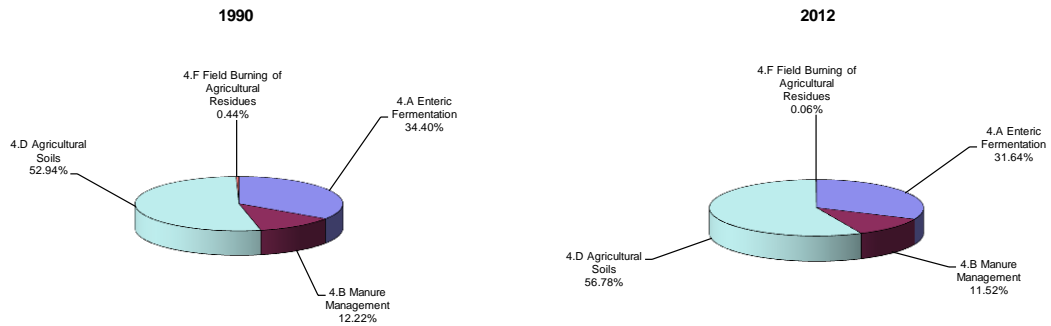 1990
4.F Field Burning of
Agricultural
Residues
0.44%
4.A Enteric
Fermentation
34.40%
4.D Agricultural
Soils
52.94%
4.B Manure
Management
12.22%
2012
4.F Field Burning of
Agricultural
Residues
0.06%
4.A Enteric
Fermentation
31.64%
4.D Agricultural
Soils
56.78%
4.B Manure
Management
11.52%